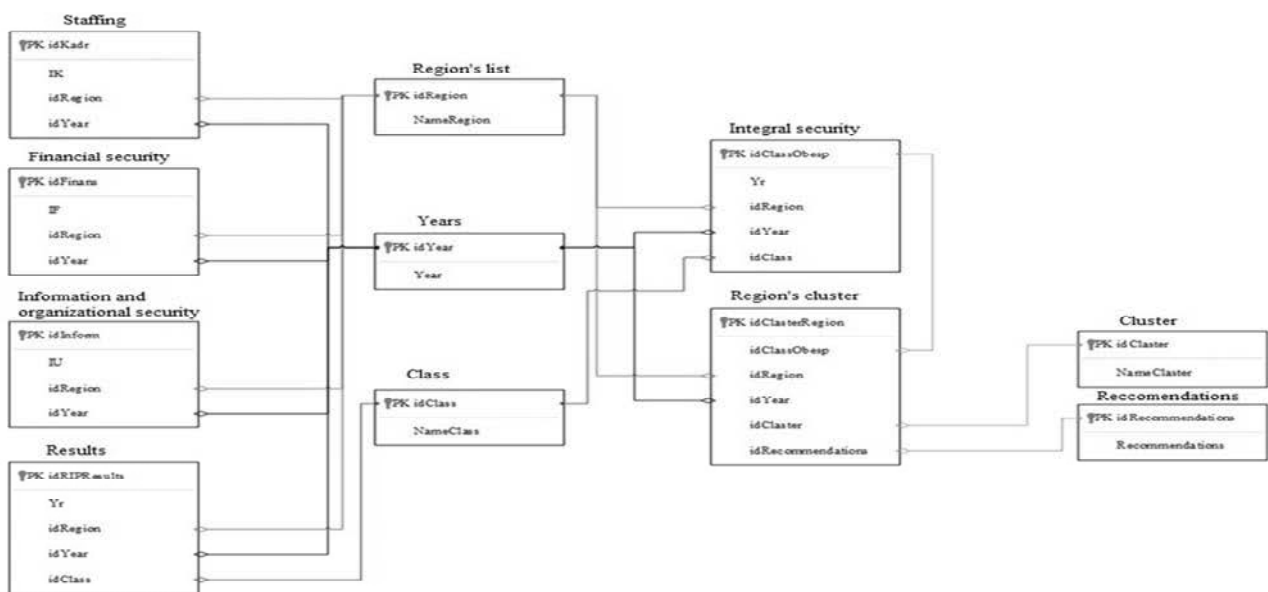 Staffing
PK idKadr
IK
idRegion
idYear
Financial security
PK idFinans
IF
idRegion
idYear
Information and
organizational security
PK idInform
IU
idRegion
idYear
Results
PK idRIPResults
Yr
idRegion
idYear
idClass
Region's list
PK idRegion
NameRegion
Years
PK idYear
Year
Class
PK idClass
NameClass
Integral security
PK idClassObesp
Yr
idRegion
idYear
idClass
Region's cluster
PK idClasterRegion
idClassObesp
idRegion
idYear
idClaster
idRecommendations
Cluster
PK idClaster
NameClaster
Reccomendations
PK idRecommendations
Recommendations